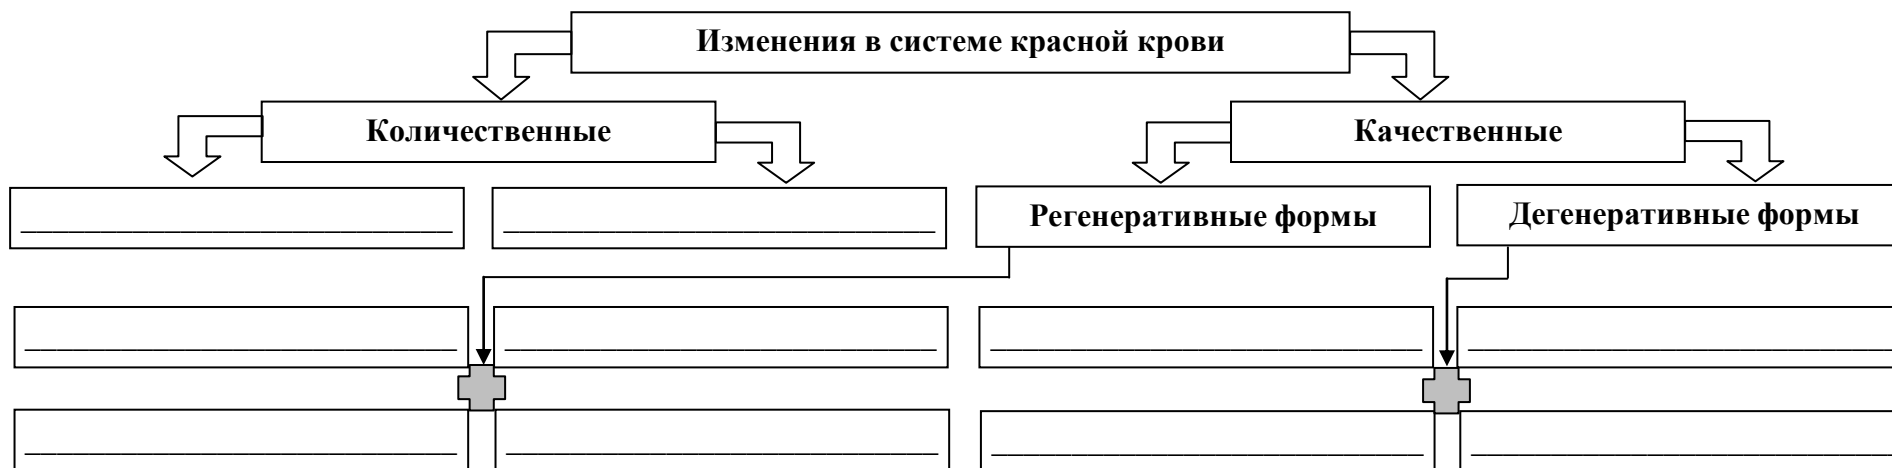 Изменения в системе красной крови
Количественные
Качественные
Регенеративные формы
Дегенеративные формы